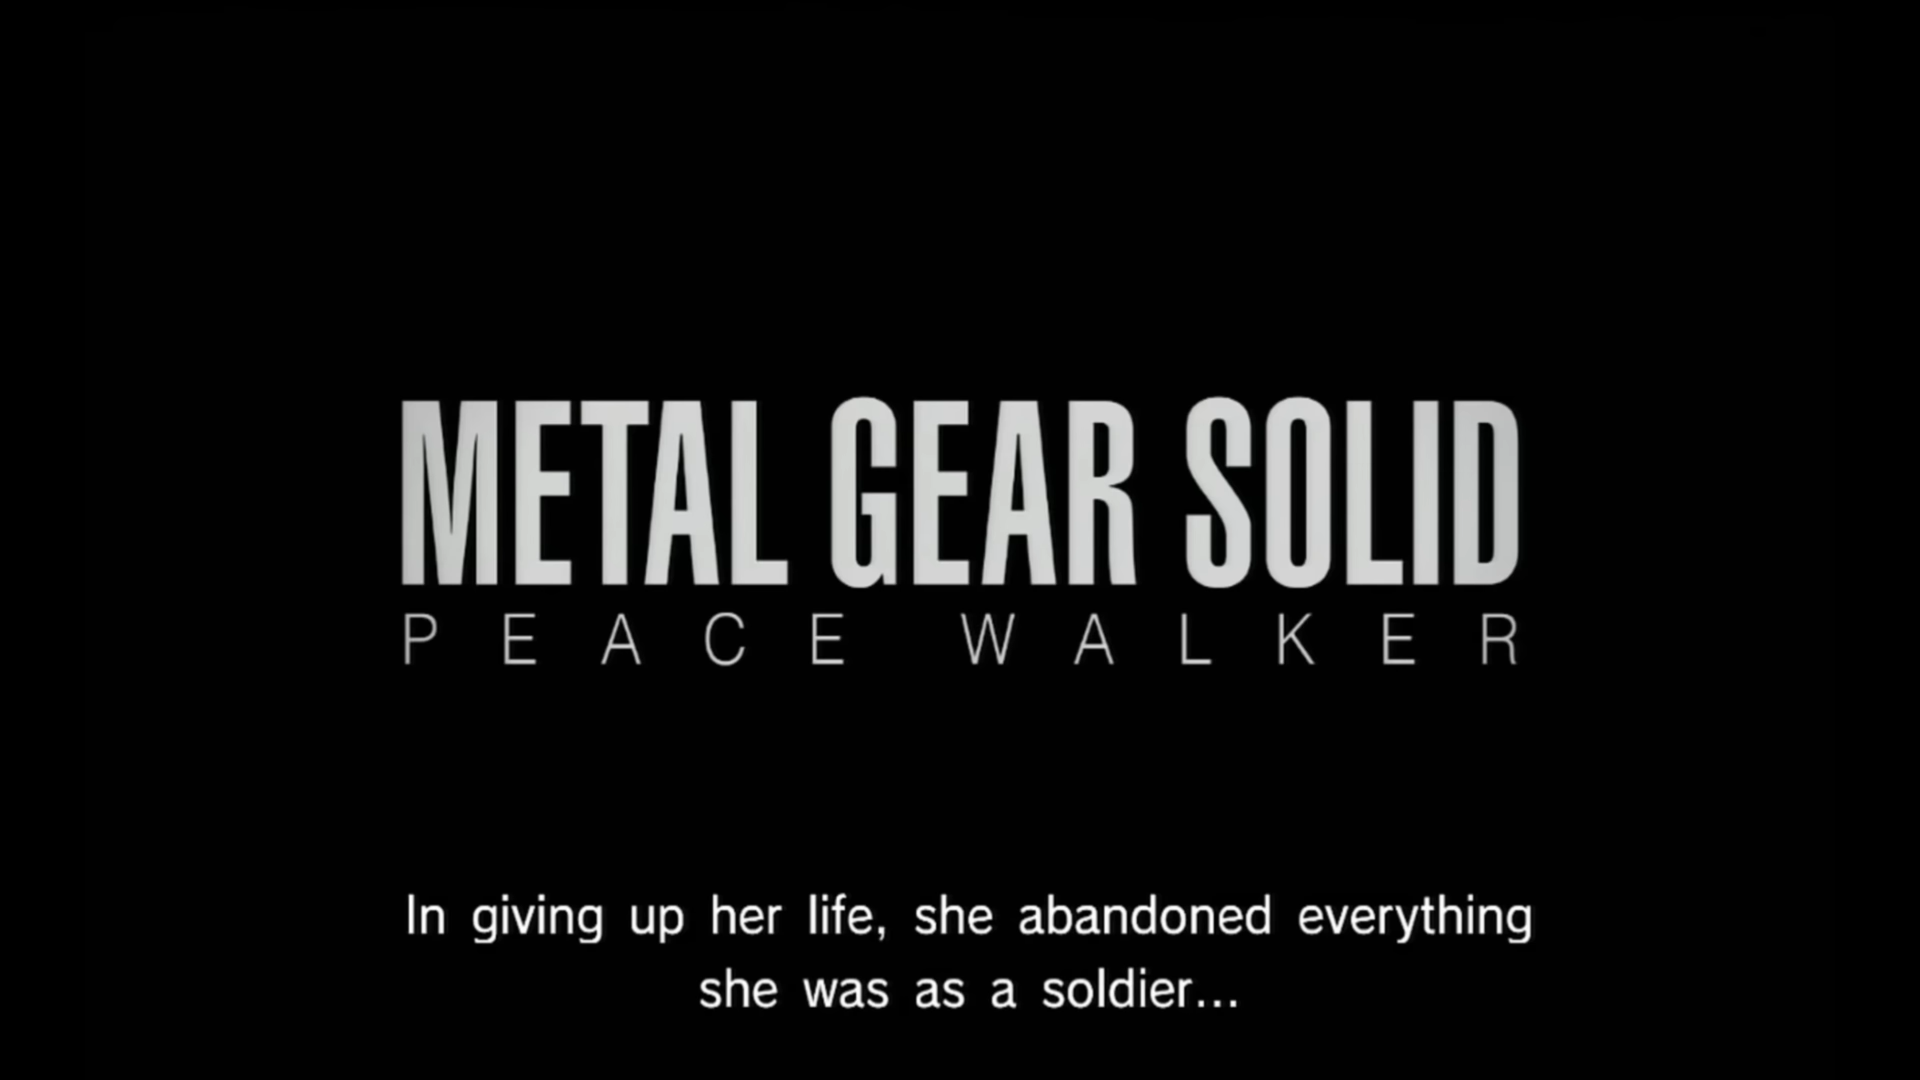 METAL GEAR SOLID
PEACE WALKER
In giving up her life, she abandoned everything
she was as a soldier...